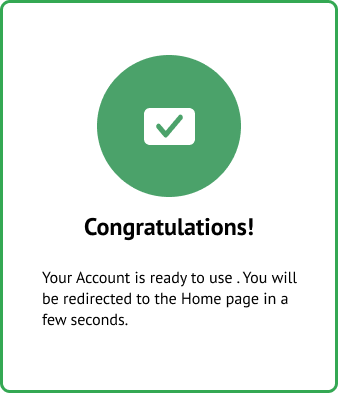 Congratulations!
Your Account is ready to use . You will
be redirected to the Home page in a
few seconds.